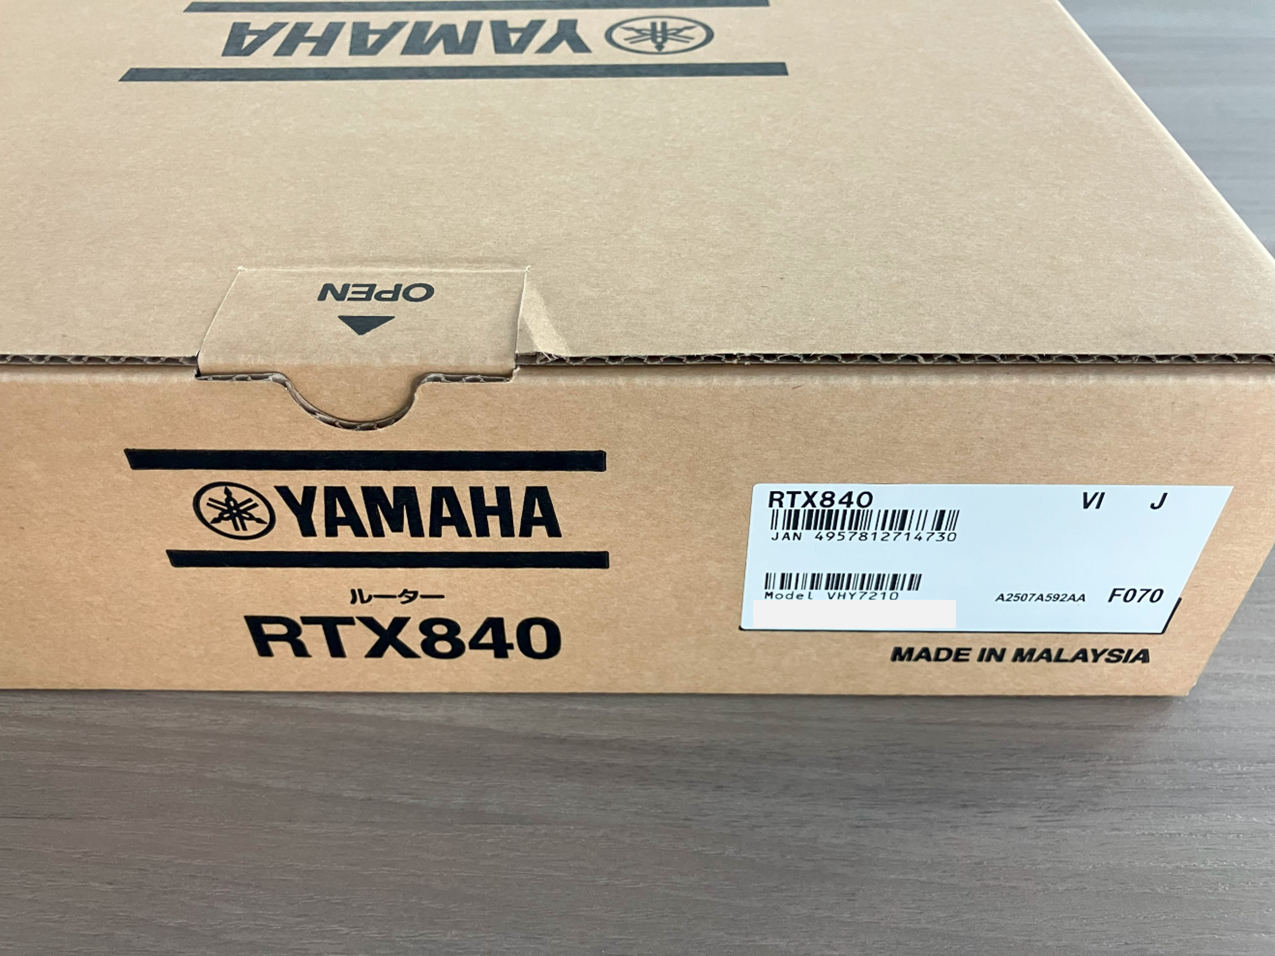 YAMAHA
OPEN
YAMAHA
ルーター
RTX840
RTX840 VI J
JAN 4957812714730
Model VHY7210
A2507A592AA F070
MADE IN MALAYSIA